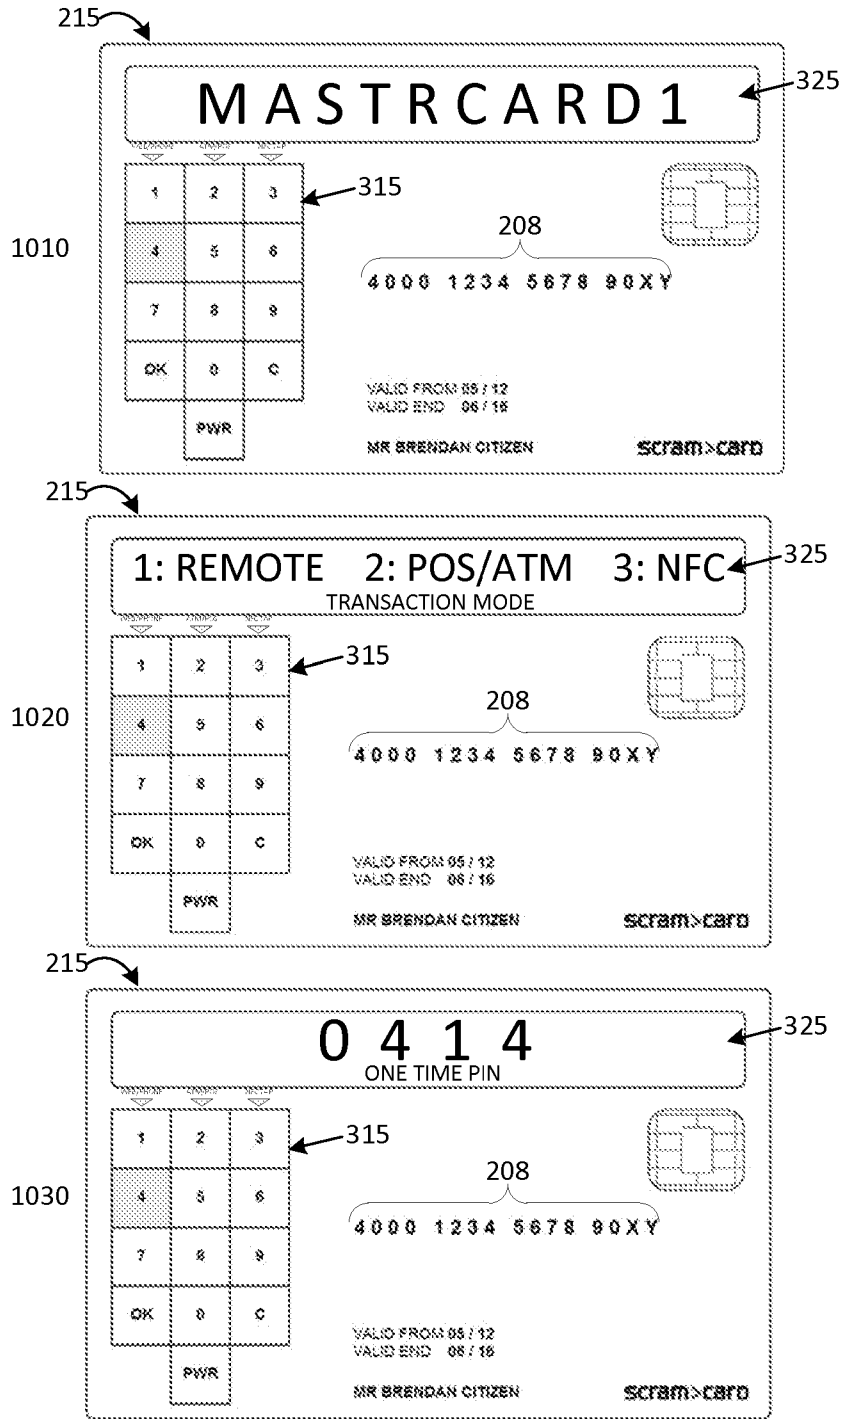 215
MASTRCARD1
325
1 2 3
315
208
1010
4 5 6
4000 1234 5678 90XY
7 8 9
OK 0 C
VALID FROM 05 / 12
VALID END 06 / 16
PWR
MR BRENDAN CITIZEN
scram>card
215
1: REMOTE 2: POS/ATM 3: NFC
325
TRANSACTION MODE
1 2 3
315
208
1020
4 5 6
4000 1234 5678 90XY
7 8 9
OK 0 C
VALID FROM 05 / 12
VALID END 06 / 16
PWR
MR BRENDAN CITIZEN
scram>card
215
0414
325
ONE TIME PIN
1 2 3
315
208
1030
4 5 6
4000 1234 5678 90XY
7 8 9
OK 0 C
VALID FROM 05 / 12
VALID END 06 / 16
PWR
MR BRENDAN CITIZEN
scram>card